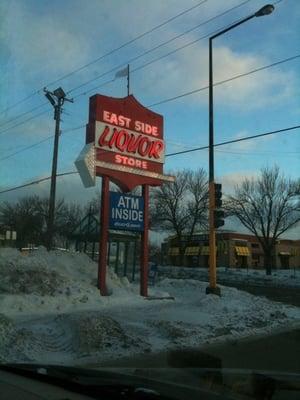 EAST SIDE
LIQUOR
STORE
ATM
INSIDE